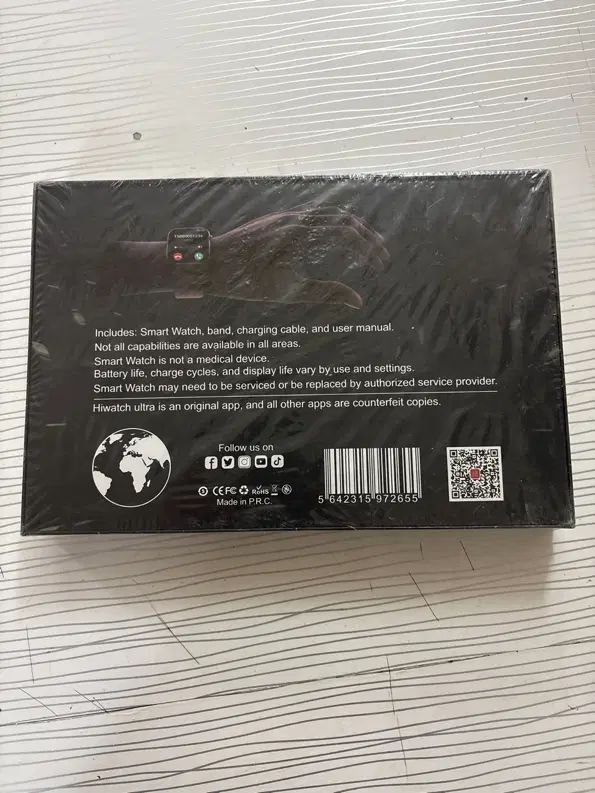 Includes: Smart Watch, band, charging cable, and user manual.
Not all capabilities are available in all areas.
Smart Watch is not a medical device.
Battery life, charge cycles, and display life vary by use and settings.
Smart Watch may need to be serviced or be replaced by authorized service provider.
Hiwatch ultra is an original app, and all other apps are counterfeit copies.
Follow us on
CE FC RoHS
Made in P.R.C.
5 642315 972655